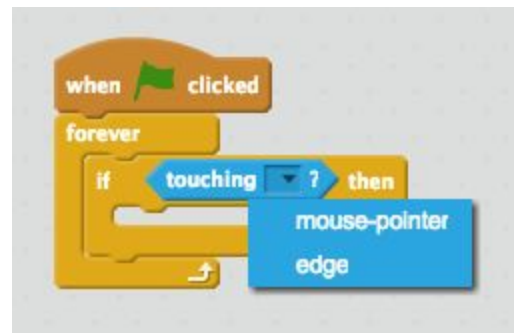 when clicked
forever
if touching ? then
mouse-pointer
edge